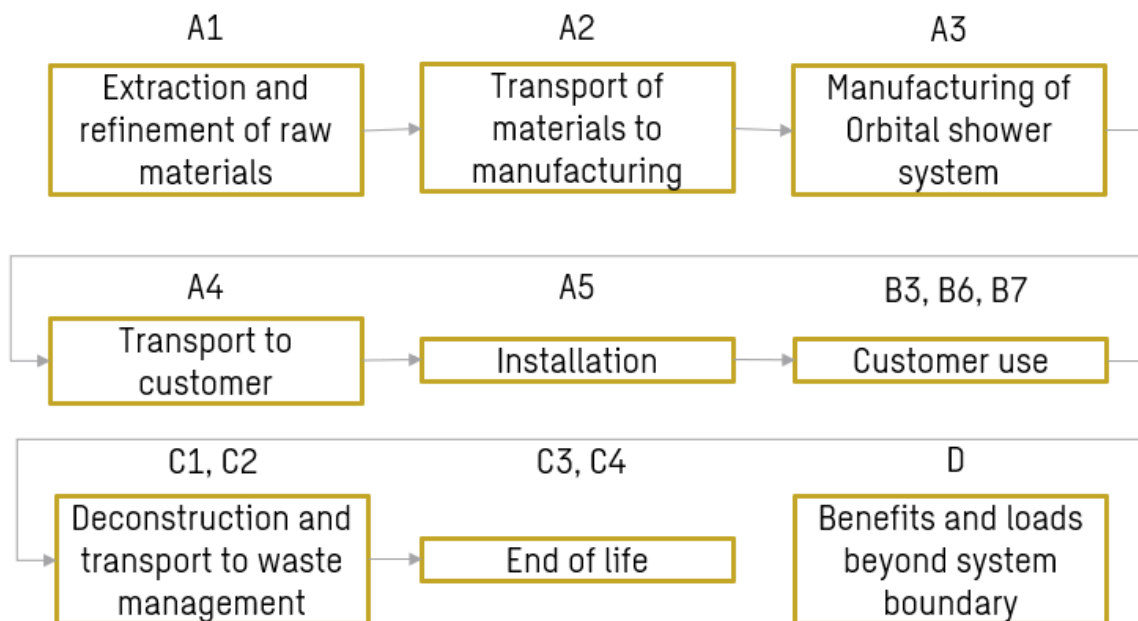 A1
A2
A3
Extraction and
refinement of raw
materials
Transport of
materials to
manufacturing
Manufacturing of
Orbital shower
system
A4
A5
B3, B6, B7
Transport to
customer
Installation
Customer use
C1, C2
C3, C4
D
Deconstruction and
transport to waste
management
End of life
Benefits and loads
beyond system
boundary